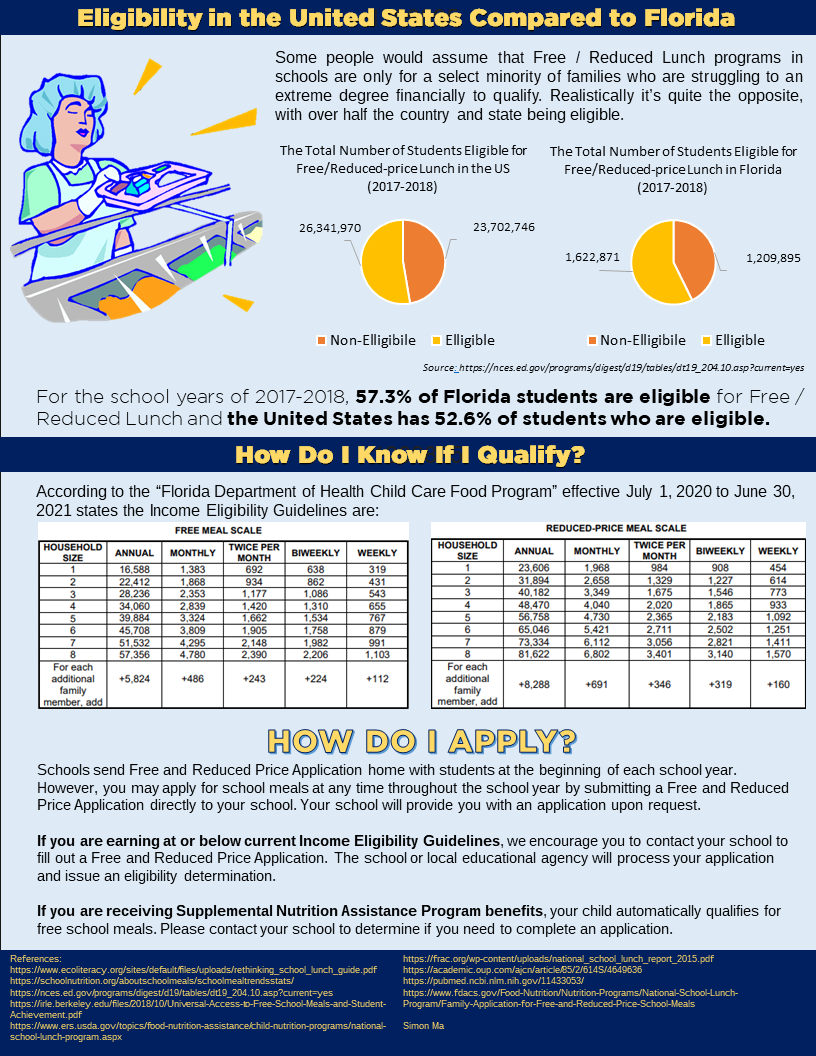 Eligibility in the United States Compared to Florida
Some people would assume that Free / Reduced Lunch programs in
schools are only for a select minority of families who are struggling to an
extreme degree financially to qualify. Realistically it's quite the opposite,
with over half the country and state being eligible.
The Total Number of Students Eligible for
Free/Reduced-price Lunch in the US
(2017-2018)
26,341,970
23,702,746
Non-Elligibile Elligible
The Total Number of Students Eligible for
Free/Reduced-price Lunch in Florida
(2017-2018)
1,622,871
1,209,895
Non-Elligibile Elligible
Source: https://nces.ed.gov/programs/digest/d19/tables/dt19_204.10.asp?current=yes
For the school years of 2017-2018, 57.3% of Florida students are eligible for Free /
Reduced Lunch and the United States has 52.6% of students who are eligible.
How Do I Know If I Qualify?
According to the “Florida Department of Health Child Care Food Program” effective July 1, 2020 to June 30,
2021 states the Income Eligibility Guidelines are:
FREE MEAL SCALE
HOUSEHOLD SIZE ANNUAL MONTHLY TWICE PER MONTH BIWEEKLY WEEKLY
1 16,588 1,383 692 638 319
2 22,412 1,868 934 862 431
3 28,236 2,353 1,177 1,086 543
4 34,060 2,839 1,420 1,310 655
5 39,884 3,324 1,662 1,534 767
6 45,708 3,809 1,905 1,758 879
7 51,532 4,295 2,148 1,982 991
8 57,356 4,780 2,390 2,206 1,103
For each additional family member, add +5,824 +486 +243 +224 +112
REDUCED-PRICE MEAL SCALE
HOUSEHOLD SIZE ANNUAL MONTHLY TWICE PER MONTH BIWEEKLY WEEKLY
1 23,606 1,968 984 908 454
2 31,894 2,658 1,329 1,227 614
3 40,182 3,349 1,675 1,546 773
4 48,470 4,040 2,020 1,865 933
5 56,758 4,730 2,365 2,183 1,092
6 65,046 5,421 2,711 2,502 1,251
7 73,334 6,112 3,056 2,821 1,411
8 81,622 6,802 3,401 3,140 1,570
For each additional family member, add +8,288 +691 +346 +319 +160
HOW DO I APPLY?
Schools send Free and Reduced Price Application home with students at the beginning of each school year.
However, you may apply for school meals at any time throughout the school year by submitting a Free and Reduced
Price Application directly to your school. Your school will provide you with an application upon request.
If you are earning at or below current Income Eligibility Guidelines, we encourage you to contact your school to
fill out a Free and Reduced Price Application. The school or local educational agency will process your application
and issue an eligibility determination.
If you are receiving Supplemental Nutrition Assistance Program benefits, your child automatically qualifies for
free school meals. Please contact your school to determine if you need to complete an application.
References:
https://www.ecoliteracy.org/sites/default/files/uploads/rethinking_school_lunch_guide.pdf
https://schoolnutrition.org/aboutschoolmeals/schoolmealtrendsstats/
https://nces.ed.gov/programs/digest/d19/tables/dt19_204.10.asp?current=yes
https://irle.berkeley.edu/files/2018/10/Universal-Access-to-Free-School-Meals-and-Student-
Achievement.pdf
https://www.ers.usda.gov/topics/food-nutrition-assistance/child-nutrition-programs/national-
school-lunch-program.aspx
https://frac.org/wp-content/uploads/national_school_lunch_report_2015.pdf
https://academic.oup.com/ajcn/article/85/2/614S/4649636
https://pubmed.ncbi.nlm.nih.gov/11433053/
https://www.fdacs.gov/Food-Nutrition/Nutrition-Programs/National-School-Lunch-
Program/Family-Application-for-Free-and-Reduced-Price-School-Meals
Simon Ma